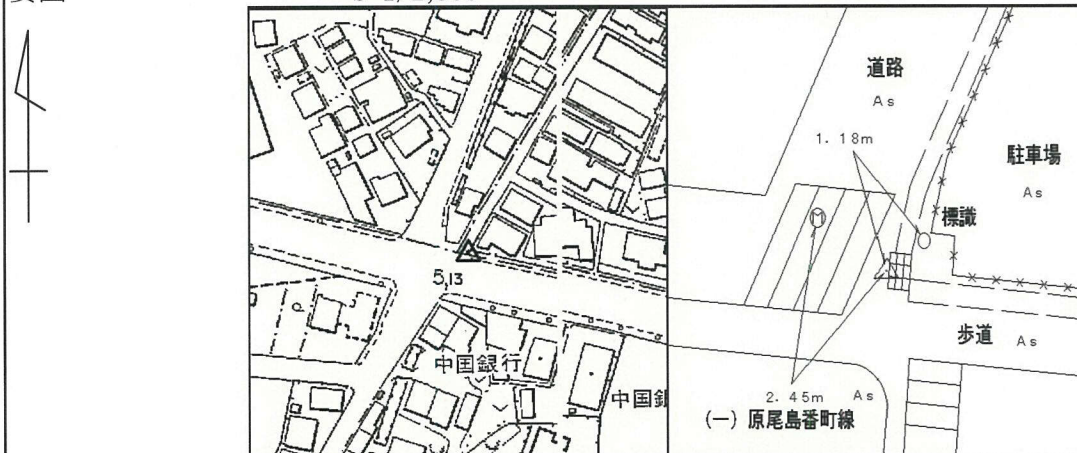 5.13
中国銀行
中国銀
道路
As
1.18m
駐車場
As
標識
歩道 As
2.45m As
(一) 原尾島番町線